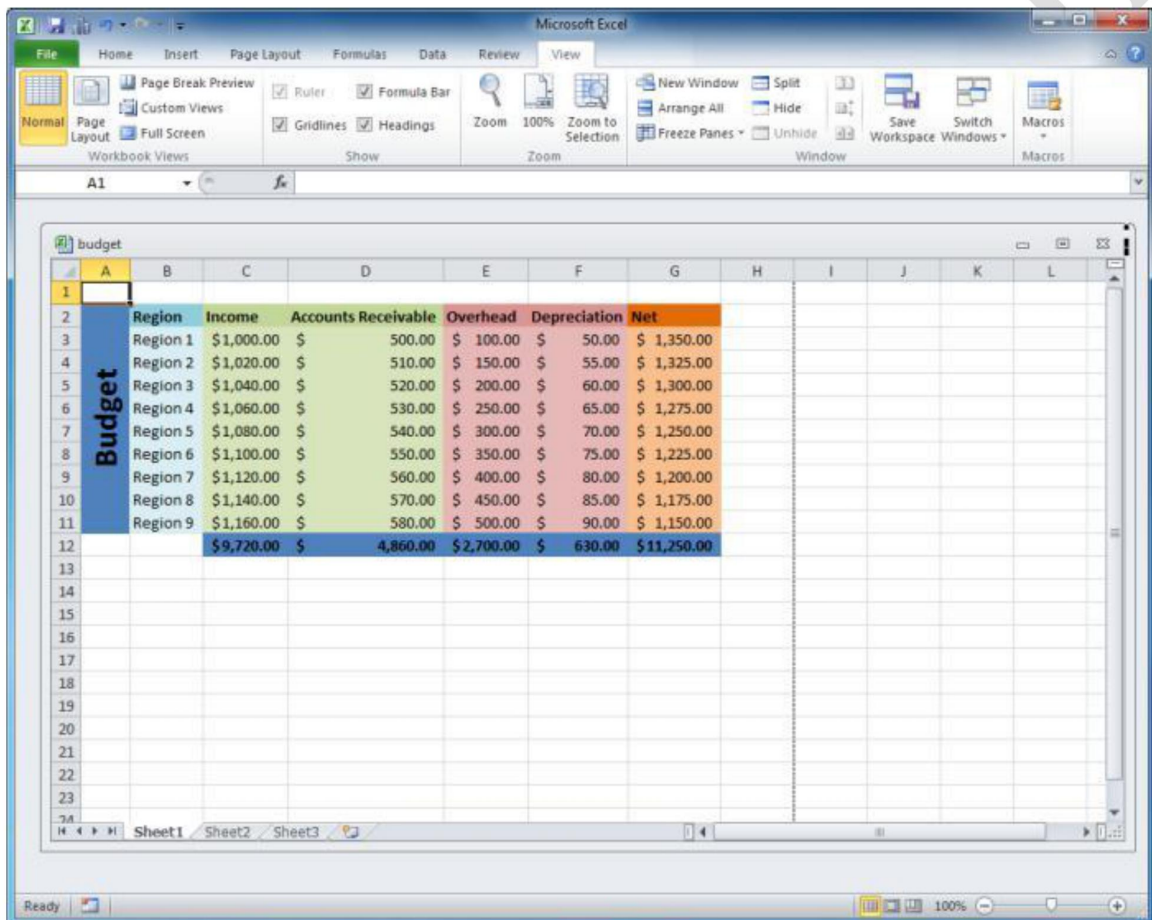 Microsoft Excel
File Home Insert Page Layout Formulas Data Review View
Normal
Page Layout
Page Break Preview
Custom Views
Full Screen
Workbook Views
Ruler Formula Bar
Gridlines Headings
Show
Zoom 100% Zoom to Selection
Zoom
New Window Split
Arrange All Hide
Freeze Panes Unhide
Save Workspace Switch Windows
Window
Macros
Macros
A1 fx
budget
A B C D E F G H I J K L
1
2 Region Income Accounts Receivable Overhead Depreciation Net
3 Region 1 $1,000.00 $ 500.00 $ 100.00 $ 50.00 $ 1,350.00
4 Region 2 $1,020.00 $ 510.00 $ 150.00 $ 55.00 $ 1,325.00
5 Region 3 $1,040.00 $ 520.00 $ 200.00 $ 60.00 $ 1,300.00
6 Region 4 $1,060.00 $ 530.00 $ 250.00 $ 65.00 $ 1,275.00
7 Region 5 $1,080.00 $ 540.00 $ 300.00 $ 70.00 $ 1,250.00
8 Region 6 $1,100.00 $ 550.00 $ 350.00 $ 75.00 $ 1,225.00
9 Region 7 $1,120.00 $ 560.00 $ 400.00 $ 80.00 $ 1,200.00
10 Region 8 $1,140.00 $ 570.00 $ 450.00 $ 85.00 $ 1,175.00
11 Region 9 $1,160.00 $ 580.00 $ 500.00 $ 90.00 $ 1,150.00
Budget
12 $9,720.00 $ 4,860.00 $2,700.00 $ 630.00 $11,250.00
13
14
15
16
17
18
19
20
21
22
23
24
Sheet1 Sheet2 Sheet3
Ready 100%